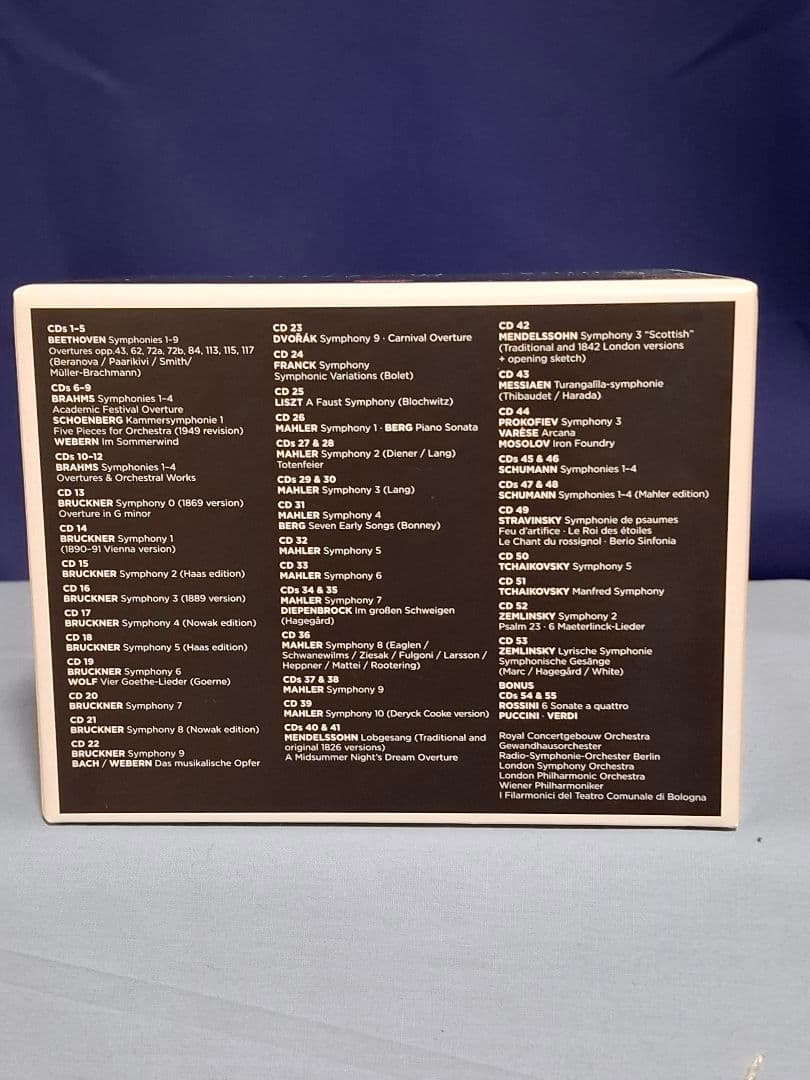 CDs 1–5
BEETHOVEN Symphonies 1–9
Overtures opp.43, 62, 72a, 72b, 84, 113, 115, 117
(Beranova / Paarikivi / Smith/
Müller-Brachmann)
CDs 6–9
BRAHMS Symphonies 1–4
Academic Festival Overture
SCHOENBERG Kammersymphonie 1
Five Pieces for Orchestra (1949 revision)
WEBERN Im Sommerwind
CDs 10–12
BRAHMS Symphonies 1–4
Overtures & Orchestral Works
CD 13
BRUCKNER Symphony 0 (1869 version)
Overture in G minor
CD 14
BRUCKNER Symphony 1
(1890–91 Vienna version)
CD 15
BRUCKNER Symphony 2 (Haas edition)
CD 16
BRUCKNER Symphony 3 (1889 version)
CD 17
BRUCKNER Symphony 4 (Nowak edition)
CD 18
BRUCKNER Symphony 5 (Haas edition)
CD 19
BRUCKNER Symphony 6
WOLF Vier Goethe-Lieder (Goerne)
CD 20
BRUCKNER Symphony 7
CD 21
BRUCKNER Symphony 8 (Nowak edition)
CD 22
BRUCKNER Symphony 9
BACH / WEBERN Das musikalische Opfer
CD 23
DVOŘÁK Symphony 9 · Carnival Overture
CD 24
FRANCK Symphony
Symphonic Variations (Bolet)
CD 25
LISZT A Faust Symphony (Blochwitz)
CD 26
MAHLER Symphony 1 · BERG Piano Sonata
CDs 27 & 28
MAHLER Symphony 2 (Diener / Lang)
Totenfeier
CDs 29 & 30
MAHLER Symphony 3 (Lang)
CD 31
MAHLER Symphony 4
BERG Seven Early Songs (Bonney)
CD 32
MAHLER Symphony 5
CD 33
MAHLER Symphony 6
CDs 34 & 35
MAHLER Symphony 7
DIEPENBROCK Im großen Schweigen
(Hagegård)
CD 36
MAHLER Symphony 8 (Eaglen /
Schwanewilms / Ziesak / Fulgoni / Larsson /
Heppner / Mattei / Rootering)
CDs 37 & 38
MAHLER Symphony 9
CD 39
MAHLER Symphony 10 (Deryck Cooke version)
CDs 40 & 41
MENDELSSOHN Lobgesang (Traditional and
original 1826 versions)
A Midsummer Night's Dream Overture
CD 42
MENDELSSOHN Symphony 3 "Scottish"
(Traditional and 1842 London versions
+ opening sketch)
CD 43
MESSIAEN Turangalîla-symphonie
(Thibaudet / Harada)
CD 44
PROKOFIEV Symphony 3
VARÈSE Arcana
MOSOLOV Iron Foundry
CDs 45 & 46
SCHUMANN Symphonies 1–4
CDs 47 & 48
SCHUMANN Symphonies 1–4 (Mahler edition)
CD 49
STRAVINSKY Symphonie de psaumes
Feu d'artifice · Le Roi des étoiles
Le Chant du rossignol · Berio Sinfonia
CD 50
TCHAIKOVSKY Symphony 5
CD 51
TCHAIKOVSKY Manfred Symphony
CD 52
ZEMLINSKY Symphony 2
Psalm 23 · 6 Maeterlinck-Lieder
CD 53
ZEMLINSKY Lyrische Symphonie
Symphonische Gesänge
(Marc / Hagegård / White)
BONUS
CDs 54 & 55
ROSSINI 6 Sonate a quattro
PUCCINI · VERDI
Royal Concertgebouw Orchestra
Gewandhausorchester
Radio-Symphonie-Orchester Berlin
London Symphony Orchestra
London Philharmonic Orchestra
Wiener Philharmoniker
I Filarmonici del Teatro Comunale di Bologna